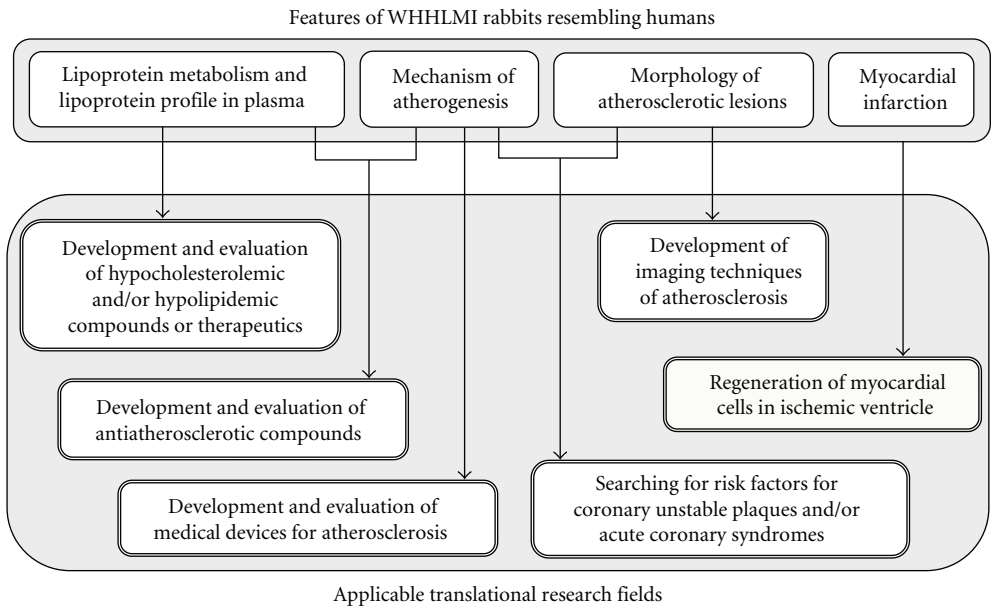 Features of WHHLMI rabbits resembling humans
Lipoprotein metabolism and
lipoprotein profile in plasma
Mechanism of
atherogenesis
Morphology of
atherosclerotic lesions
Myocardial
infarction
Development and evaluation
of hypocholesterolemic
and/or hypolipidemic
compounds or therapeutics
Development of
imaging techniques
of atherosclerosis
Regeneration of myocardial
cells in ischemic ventricle
Development and evaluation of
antiatherosclerotic compounds
Development and evaluation of
medical devices for atherosclerosis
Searching for risk factors for
coronary unstable plaques and/or
acute coronary syndromes
Applicable translational research fields